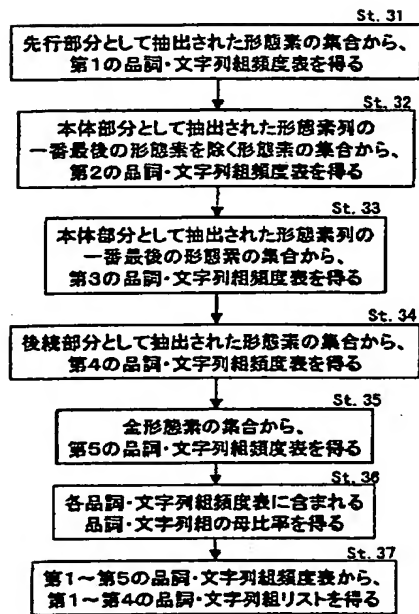 St. 31
先行部分として抽出された形態素の集合から、
第1の品詞・文字列組頻度表を得る
St. 32
本体部分として抽出された形態素列の
一番最後の形態素を除く形態素の集合から、
第2の品詞・文字列組頻度表を得る
St. 33
本体部分として抽出された形態素列の
一番最後の形態素の集合から、
第3の品詞・文字列組頻度表を得る
St. 34
後続部分として抽出された形態素の集合から、
第4の品詞・文字列組頻度表を得る
St. 35
全形態素の集合から、
第5の品詞・文字列組頻度表を得る
St. 36
各品詞・文字列組頻度表に含まれる
品詞・文字列組の母比率を得る
St. 37
第1～第5の品詞・文字列組頻度表から、
第1～第4の品詞・文字列組リストを得る